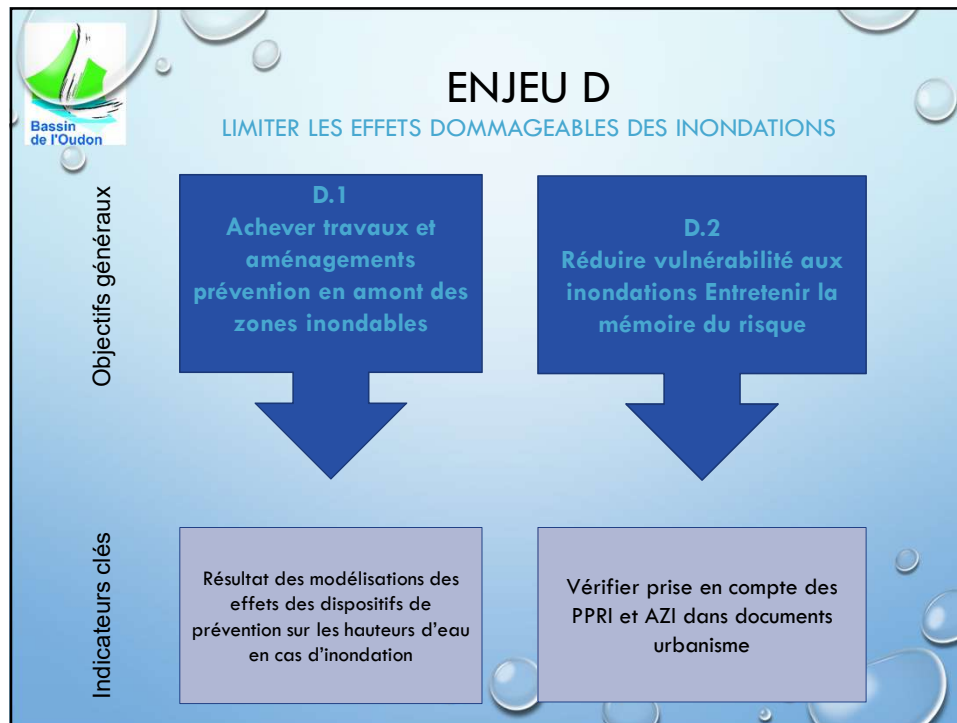 Bassin
de l'Oudon
ENJEU D
LIMITER LES EFFETS DOMMAGEABLES DES INONDATIONS
Objectifs généraux
D.1
Achever travaux et
aménagements
prévention en amont des
zones inondables
D.2
Réduire vulnérabilité aux
inondations Entretenir la
mémoire du risque
Indicateurs clés
Résultat des modélisations des
effets des dispositifs de
prévention sur les hauteurs d'eau
en cas d'inondation
Vérifier prise en compte des
PPRI et AZI dans documents
urbanisme